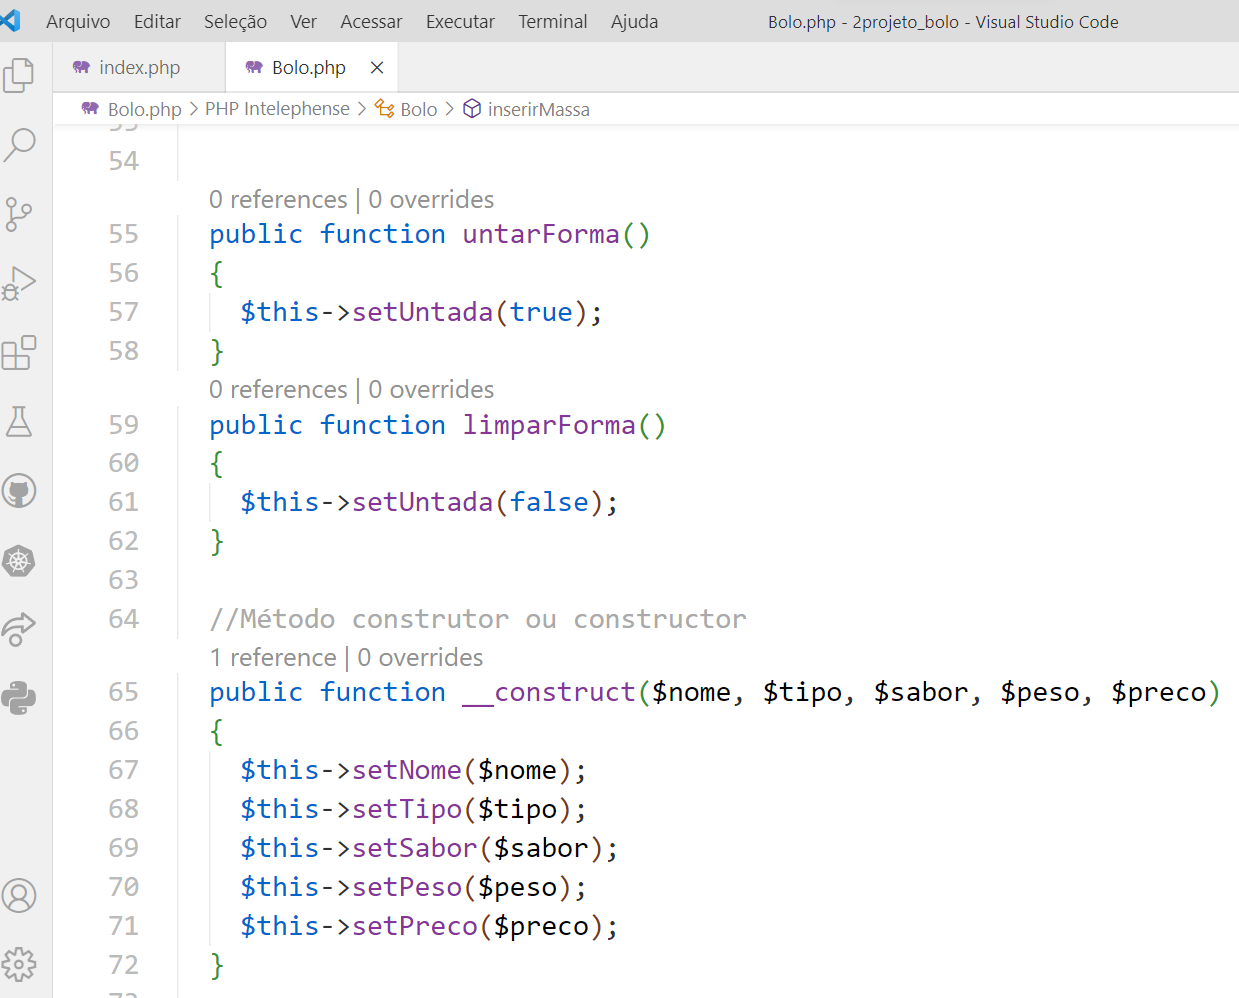 Arquivo Editar Seleção Ver Acessar Executar Terminal Ajuda Bolo.php - 2projeto_bolo - Visual Studio Code
index.php Bolo.php
Bolo.php > PHP Intelephense > Bolo > inserirMassa
54
0 references | 0 overrides
55 public function untarForma()
56 {
57 $this->setUntada(true);
58 }
0 references | 0 overrides
59 public function limparForma()
60 {
61 $this->setUntada(false);
62 }
63
64 //Método construtor ou constructor
1 reference | 0 overrides
65 public function __construct($nome, $tipo, $sabor, $peso, $preco)
66 {
67 $this->setNome($nome);
68 $this->setTipo($tipo);
69 $this->setSabor($sabor);
70 $this->setPeso($peso);
71 $this->setPreco($preco);
72 }